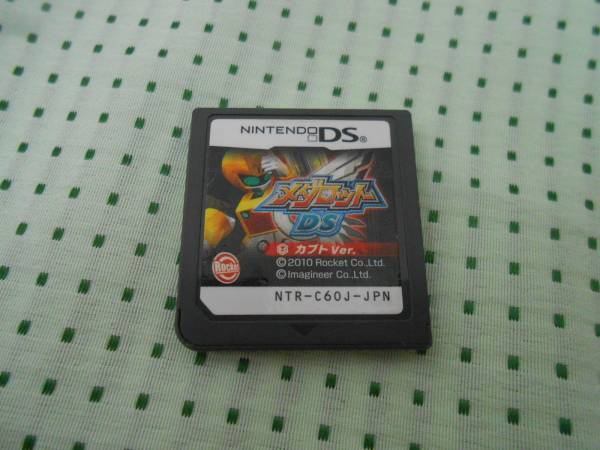 NINTENDO DS®
メダロット
DS
カブト Ver.
© 2010 Rocket Co.,Ltd.
© Imagineer Co.,Ltd.
Rocket
NTR-C60J-JPN